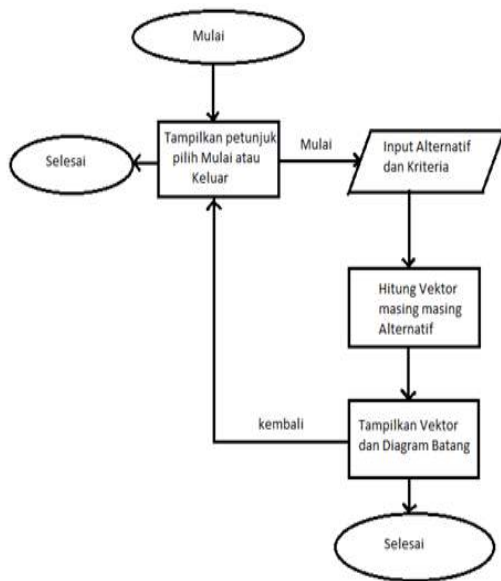 Mulai
Tampilkan petunjuk
pilih Mulai atau
Keluar
Selesai
Mulai
Input Alternatif
dan Kriteria
Hitung Vektor
masing masing
Alternatif
kembali
Tampilkan Vektor
dan Diagram Batang
Selesai